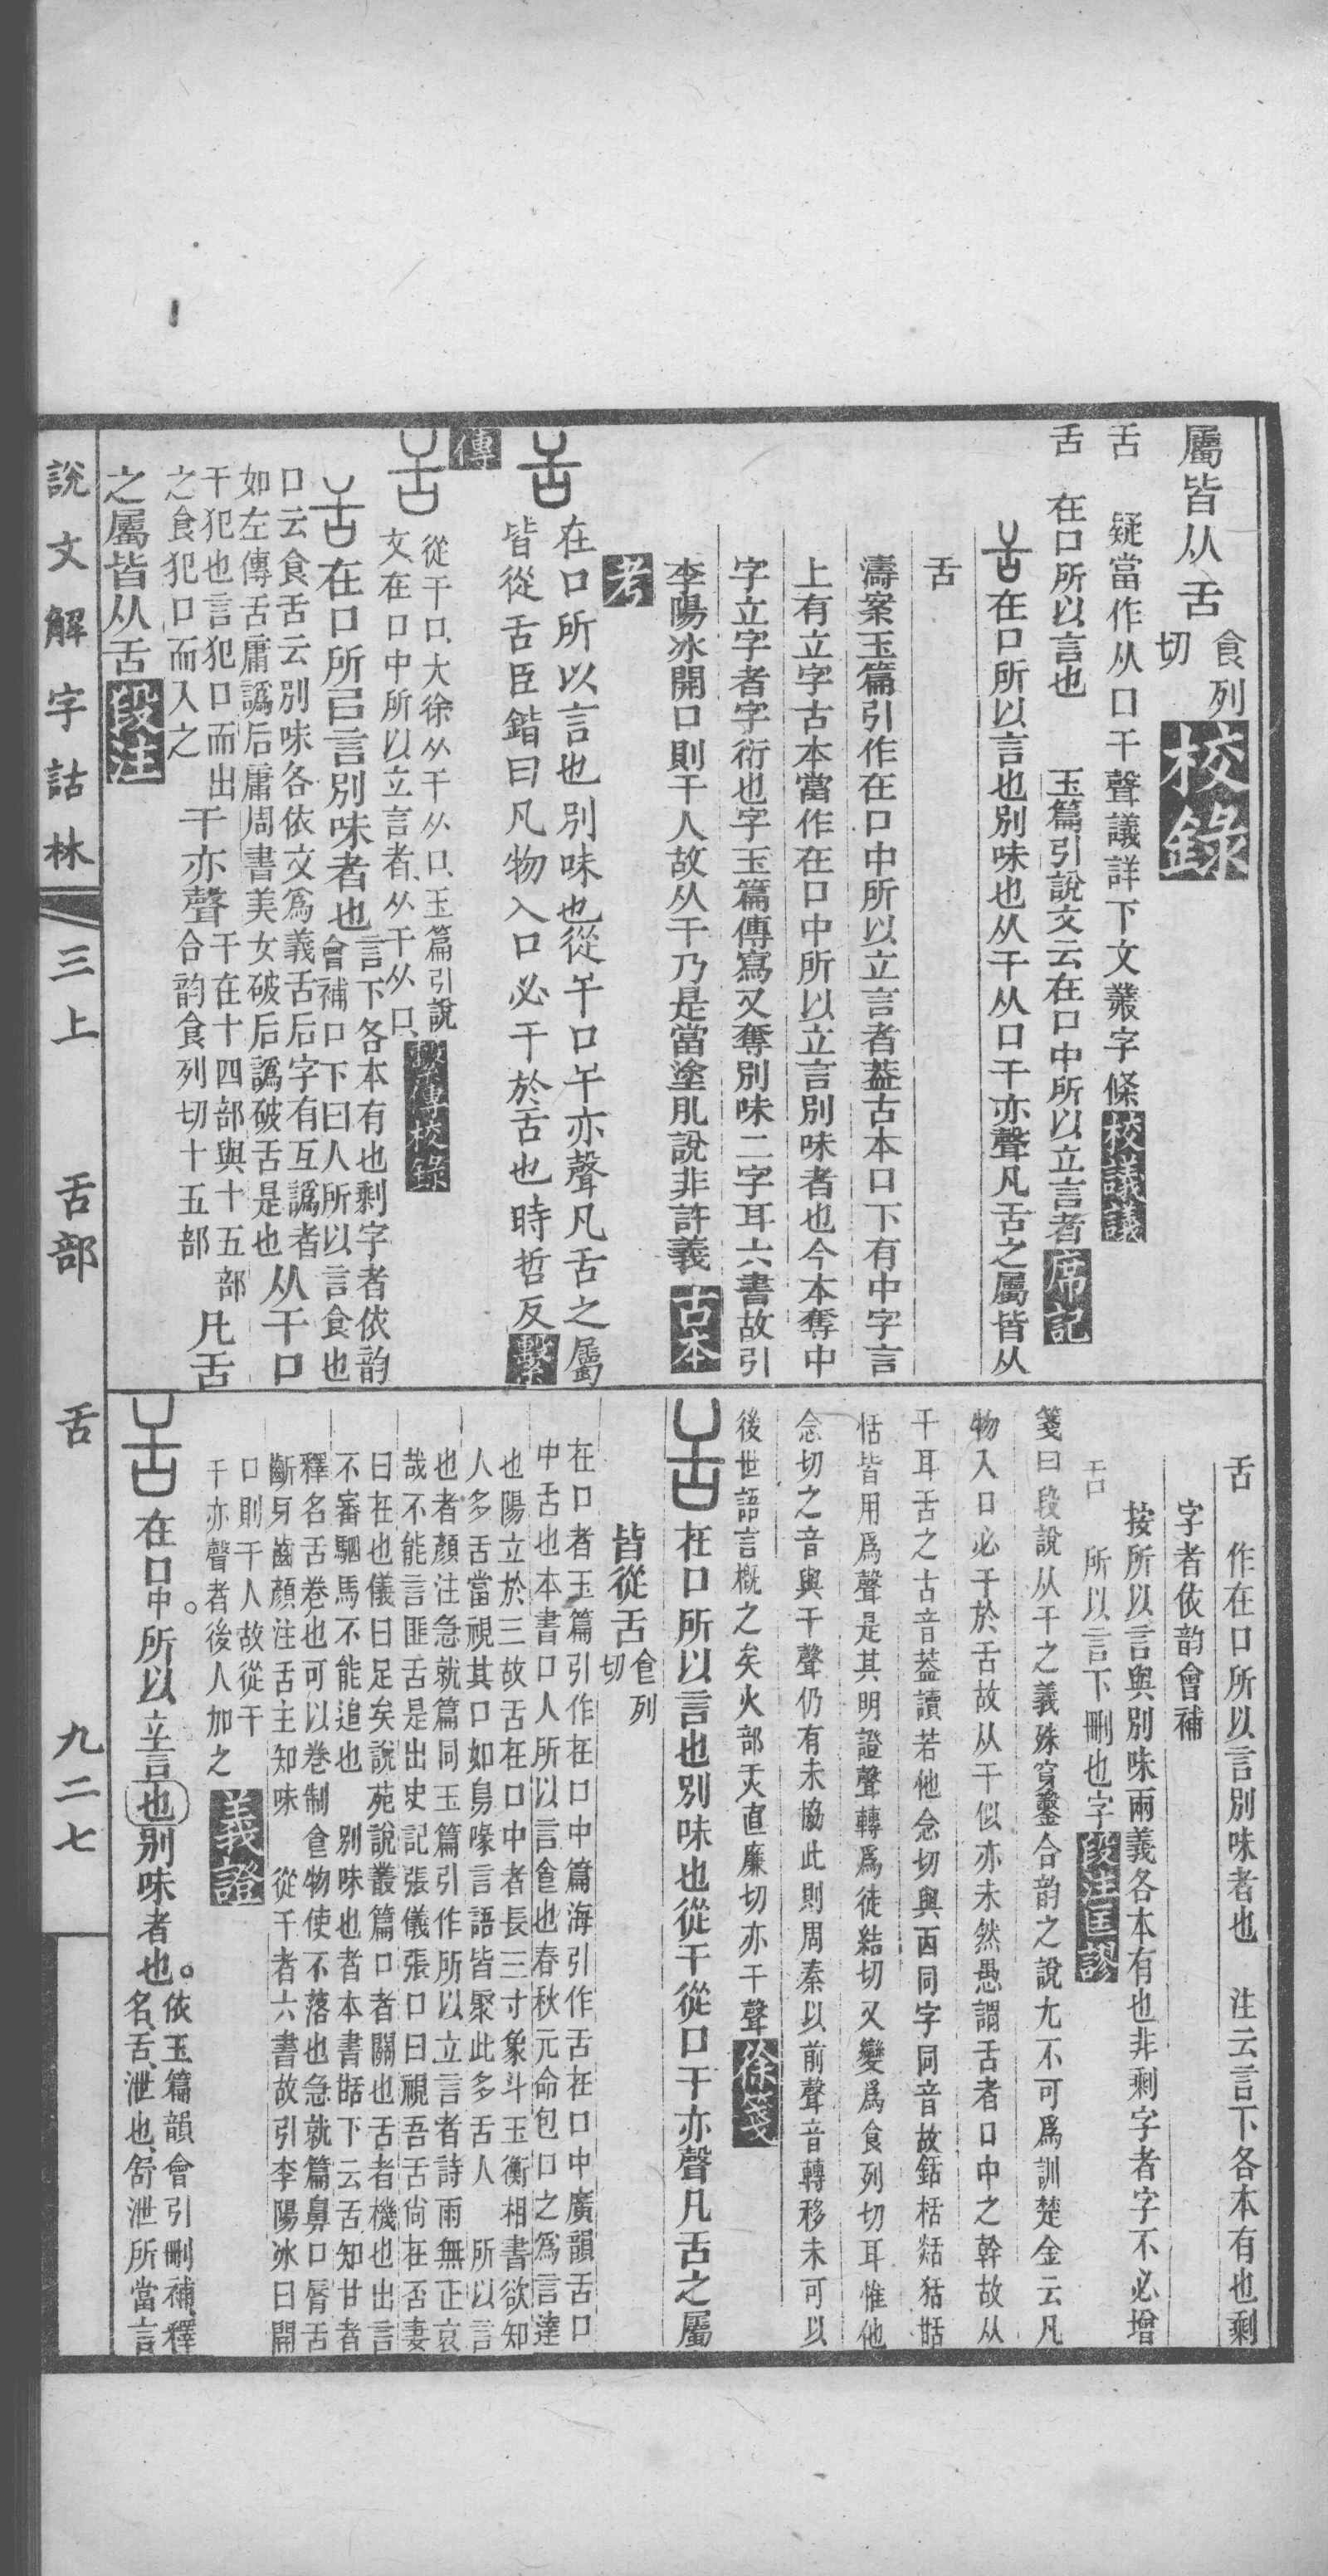 屬皆从舌食列切校錄
舌　疑當作从口干聲議詳下文䕺字條校議議
舌　在口所以言也　玉篇引說文云在口中所以立言者席記
舌在口所以言也別味也从干从口干亦聲凡舌之屬皆从
舌
濤案玉篇引作在口中所以立言者葢古本口下有中字言
上有立字古本當作在口中所以立言別味者也今本奪中
字立字者字衍也字玉篇傳寫又奪別味二字耳六書故引
李陽冰開口則干人故从干乃是當塗肊說非許義古本
考
舌在口所以言也別味也從干口干亦聲凡舌之屬
皆從舌臣鍇曰凡物入口必干於舌也時哲反繫
傳
舌從干口大徐从干从口玉篇引說
文在口中所以立言者从干从口繫傳校錄
舌在口所㠯言別味者也言下各本有也剩字者依韵
會補口下曰人所以言食也
口云食舌云別味各依文爲義舌后字有互譌者
如左傳舌庸譌后庸周書美女破后譌破舌是也从干口
干犯也言犯口而出
之食犯口而入之干亦聲干在十四部與十五部
合韵食列切十五部凡舌
之屬皆从舌段注
舌　作在口所以言別味者也　注云言下各本有也剩
字者依韵會補
按所以言與別味兩義各本有也非剩字者字不必增
舌　所以言下刪也字段注匡謬
箋曰段說从干之義殊穿鑿合韵之說尤不可爲訓楚金云凡
物入口必干於舌故从干似亦未然愚謂舌者口中之幹故从
干耳舌之古音葢讀若他念切與㐁同字同音故銛栝𦧡狧甛
恬皆用爲聲是其明證聲轉爲徒結切又變爲食列切耳惟他
念切之音與干聲仍有未協此則周秦以前聲音轉移未可以
後世語言概之矣火部𤆎直廉切亦干聲徐箋
舌在口所以言也別味也從干從口干亦聲凡舌之屬
皆從舌食列切
在口者玉篇引作在口中篇海引作舌在口中廣韻舌口
中舌也本書口人所以言食也春秋元命包口之爲言達
也陽立於三故舌在口中者長三寸象斗玉衡相書欲知
人多舌當視其口如鳥喙言語皆聚此多舌人　所以言
也者顏注急就篇同玉篇引作所以立言者詩雨無正哀
哉不能言匪舌是出史記張儀張口曰視吾舌尙在否妻
曰在也儀曰足矣說苑說叢篇口者關也舌者機也出言
不審駟馬不能追也　別味也者本書甛下云舌知甘者
釋名舌卷也可以卷制食物使不落也急就篇鼻口脣舌
齗牙齒顏注舌主知味　從干者六書故引李陽冰曰開
口則干人故從干
干亦聲者後人加之義證
舌在口中。所以立言也別味者也。依玉篇韻會引刪補、釋
名、舌、泄也、舒泄所當言
說文解字詁林　三上　舌部　舌　九二七